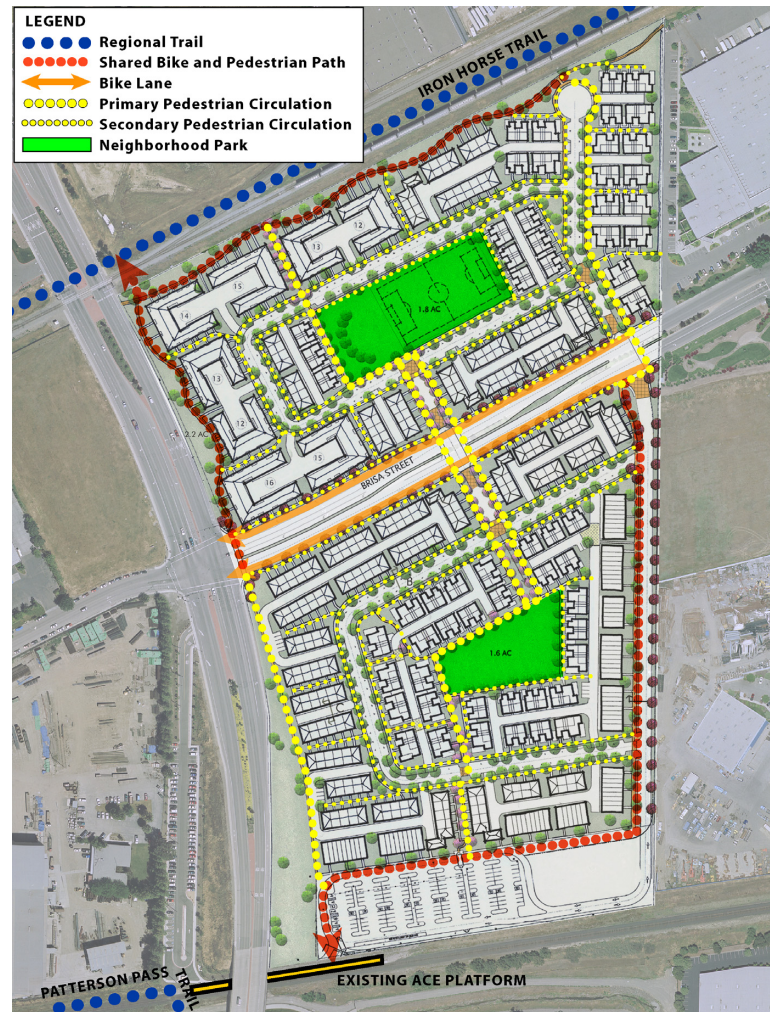 LEGEND
Regional Trail
Shared Bike and Pedestrian Path
Bike Lane
Primary Pedestrian Circulation
Secondary Pedestrian Circulation
Neighborhood Park
IRON HORSE TRAIL
12
13
15
14
1.8 AC
13
12
2.2 AC
15
16
BRISA STREET
B
C
1.6 AC
EXISTING ACE PLATFORM
PATTERSON PASS
TRAIL